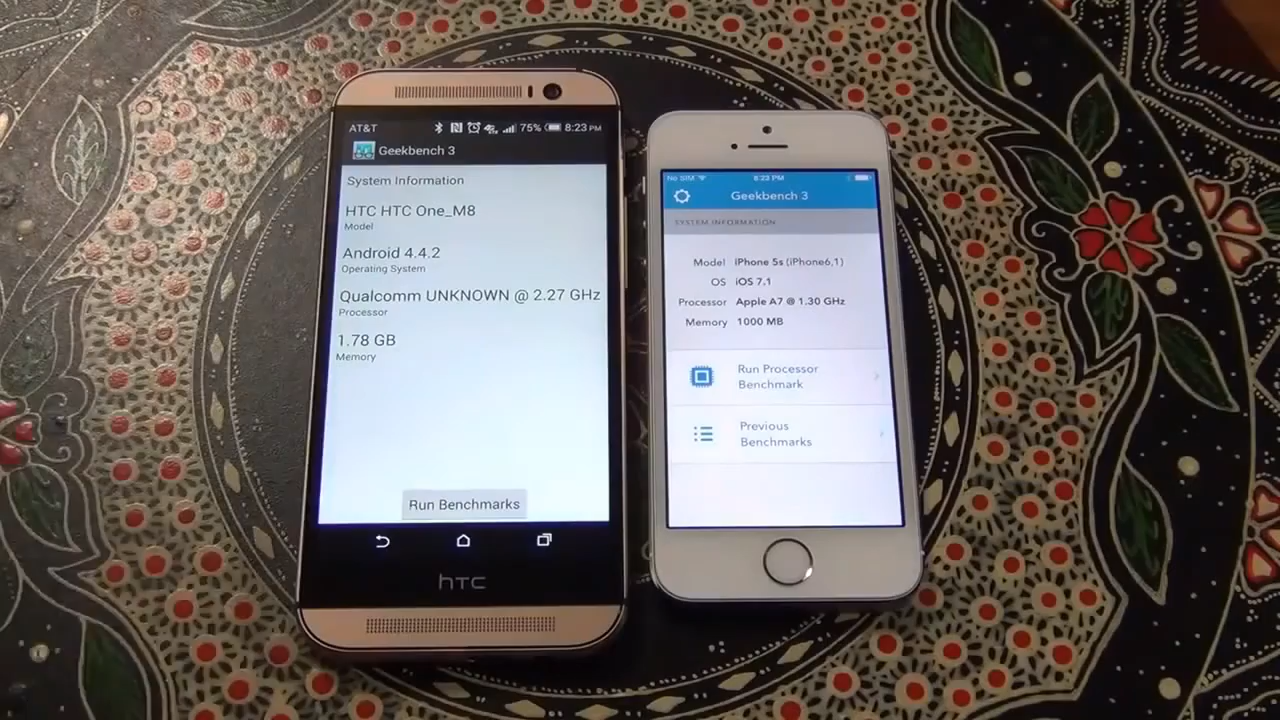 AT&T 75% 8:23 PM
Geekbench 3
System Information
HTC HTC One_M8
Model
Android 4.4.2
Operating System
Qualcomm UNKNOWN @ 2.27 GHz
Processor
1.78 GB
Memory
Run Benchmarks
hTC
No SIM 8:23 PM
Geekbench 3
SYSTEM INFORMATION
Model iPhone 5s (iPhone6,1)
OS iOS 7.1
Processor Apple A7 @ 1.30 GHz
Memory 1000 MB
Run Processor
Benchmark
Previous
Benchmarks